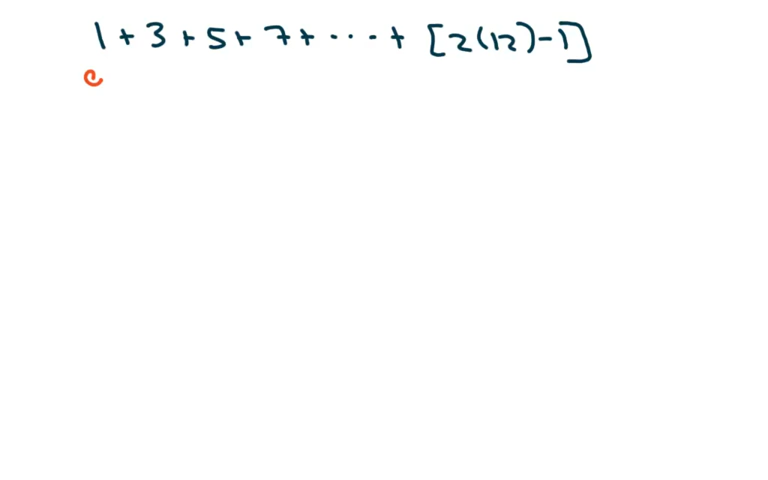 1 + 3 + 5 + 7 + ... + [2(12)-1]